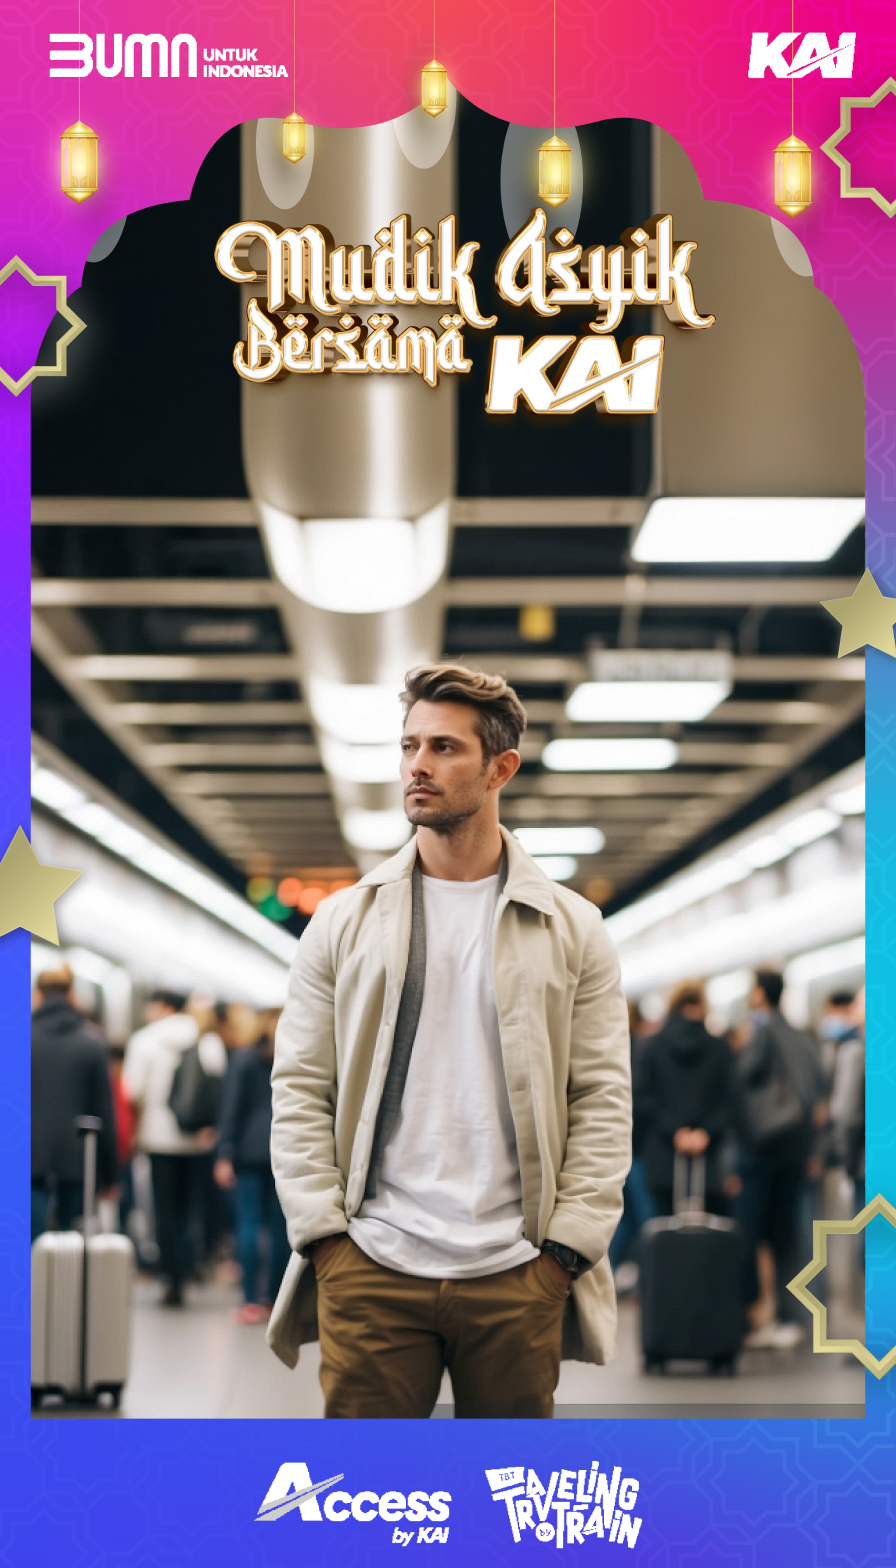 BUMN UNTUK
INDONESIA
KAI
Mudik Asyik
Bersama KAI
Access
by KAI
TBT
TRAVELING
by TRAIN